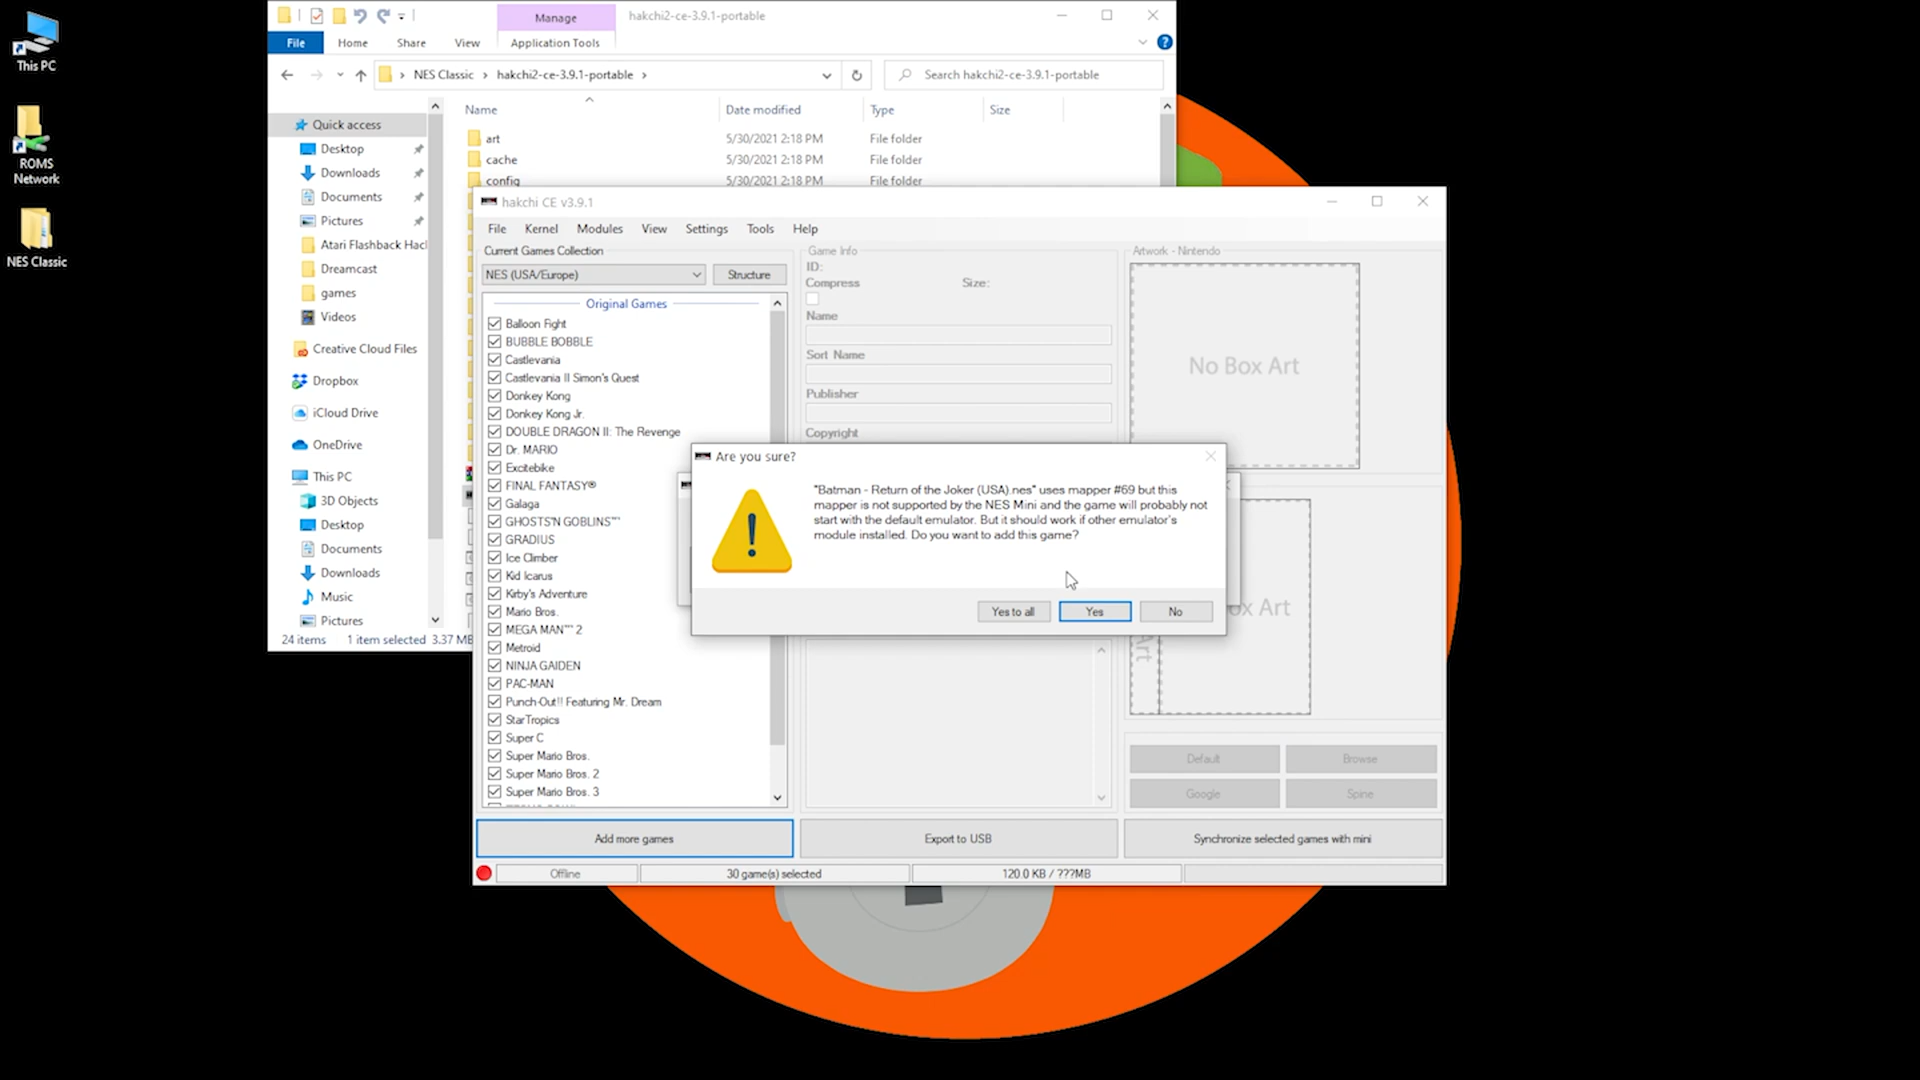 This PC
ROMS
Network
NES Classic
Manage
hakchi2-ce-3.9.1-portable
File
Home
Share
View
Application Tools
NES Classic
hakchi2-ce-3.9.1-portable
Search hakchi2-ce-3.9.1-portable
Name
Date modified
Type
Size
art
5/30/2021 2:18 PM
File folder
cache
5/30/2021 2:18 PM
File folder
config
5/30/2021 2:18 PM
File folder
Quick access
Desktop
Downloads
Documents
Pictures
Atari Flashback Hacl
Dreamcast
games
Videos
Creative Cloud Files
Dropbox
iCloud Drive
OneDrive
This PC
3D Objects
Desktop
Documents
Downloads
Music
Pictures
24 items
1 item selected 3.37 MB
hakchi CE v3.9.1
File
Kernel
Modules
View
Settings
Tools
Help
Current Games Collection
NES (USA/Europe)
Structure
Original Games
Balloon Fight
BUBBLE BOBBLE
Castlevania
Castlevania II Simon's Quest
Donkey Kong
Donkey Kong Jr.
DOUBLE DRAGON II: The Revenge
Dr. MARIO
Excitebike
FINAL FANTASY®
Galaga
GHOSTS'N GOBLINS™
GRADIUS
Ice Climber
Kid Icarus
Kirby's Adventure
Mario Bros.
MEGA MAN™ 2
Metroid
NINJA GAIDEN
PAC-MAN
Punch-Out!! Featuring Mr. Dream
StarTropics
Super C
Super Mario Bros.
Super Mario Bros. 2
Super Mario Bros. 3
Game Info
ID:
Compress
Size:
Name
Sort Name
Publisher
Copyright
Artwork - Nintendo
No Box Art
Are you sure?
"Batman - Return of the Joker (USA).nes" uses mapper #69 but this
mapper is not supported by the NES Mini and the game will probably not
start with the default emulator. But it should work if other emulator's
module installed. Do you want to add this game?
Yes to all
Yes
No
ox Art
Art
Default
Browse
Google
Spine
Add more games
Export to USB
Synchronize selected games with mini
Offline
30 game(s) selected
120.0 KB / ???MB